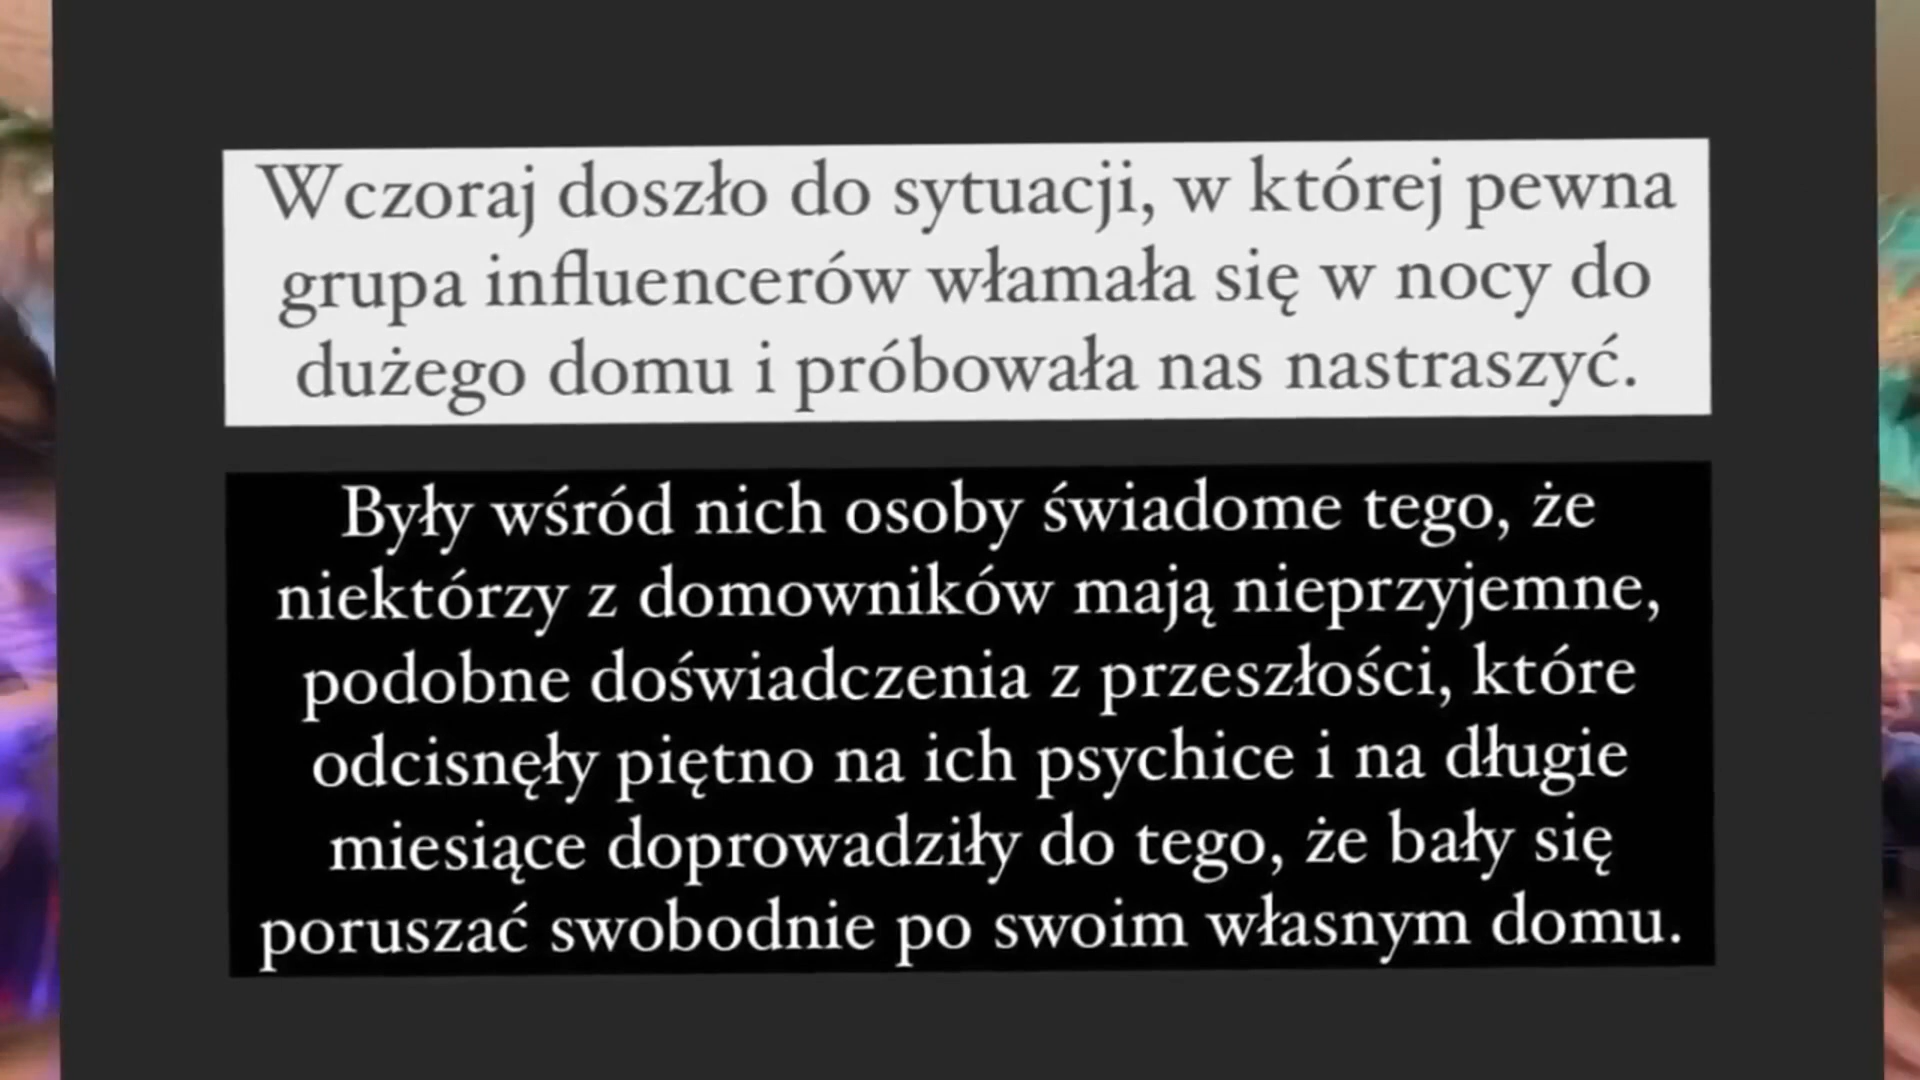 Wczoraj doszło do sytuacji, w której pewna
grupa influencerów włamała się w nocy do
dużego domu i próbowała nas nastraszyć.
Były wśród nich osoby świadome tego, że
niektórzy z domowników mają nieprzyjemne,
podobne doświadczenia z przeszłości, które
odcisnęły piętno na ich psychice i na długie
miesiące doprowadziły do tego, że bały się
poruszać swobodnie po swoim własnym domu.